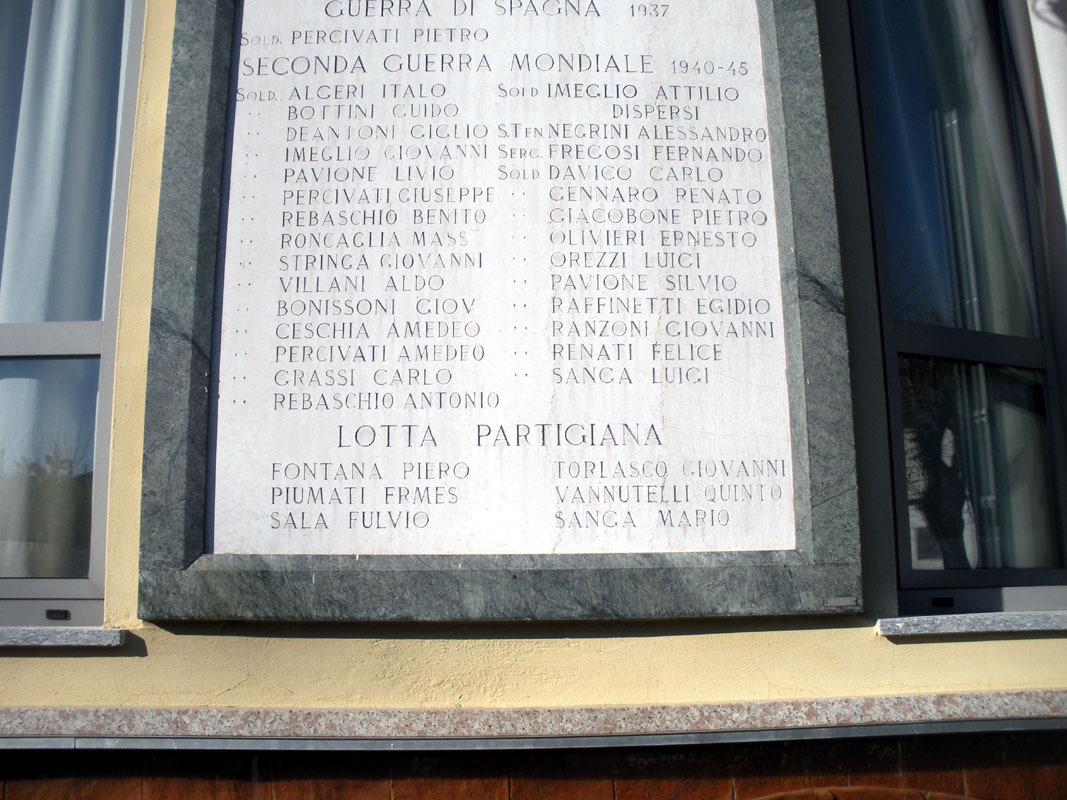 GUERRA DI SPAGNA 1937
SOLD. PERCIVATI PIETRO
SECONDA GUERRA MONDIALE 1940-45
SOLD. ALGERI ITALO
·· BOTTINI GUIDO
·· DEANTONI GIGLIO
·· IMEGLIO GIOVANNI
·· PAVIONE LIVIO
·· PERCIVATI GIUSEPPE
·· REBASCHIO BENITO
·· RONCAGLIA MASS
·· STRINGA GIOVANNI
·· VILLANI ALDO
·· BONISSONI GIOV
·· CESCHIA AMEDEO
·· PERCIVATI AMEDEO
·· GRASSI CARLO
·· REBASCHIO ANTONIO
SOLD IMEGLIO ATTILIO
DISPERSI
S.TEN NEGRINI ALESSANDRO
SERG. FREGOSI FERNANDO
SOLD DAVICO CARLO
·· GENNARO RENATO
·· GIACOBONE PIETRO
·· OLIVIERI ERNESTO
·· OREZZI LUIGI
·· PAVIONE SILVIO
·· RAFFINETTI EGIDIO
·· RANZONI GIOVANNI
·· RENATI FELICE
·· SANGA LUIGI
LOTTA PARTIGIANA
FONTANA PIERO
PIUMATI ERMES
SALA FULVIO
TORLASCO GIOVANNI
VANNUTELLI QUINTO
SANGA MARIO